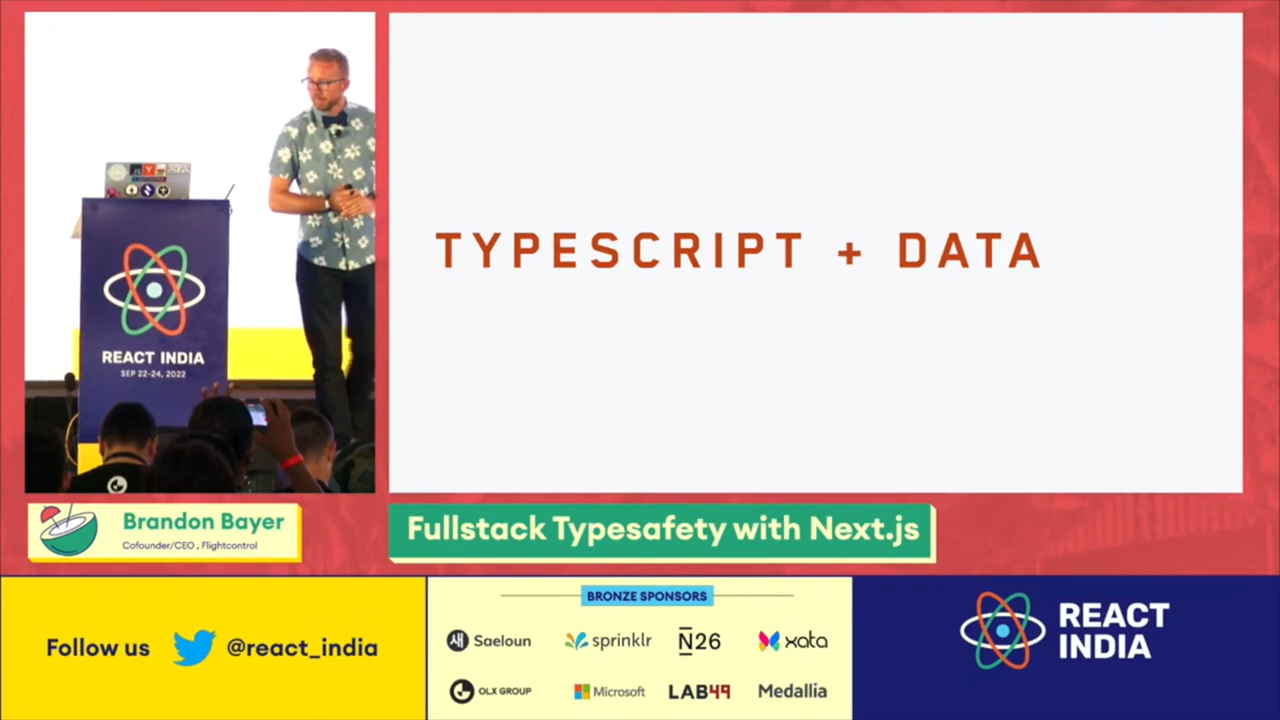 TYPESCRIPT + DATA
REACT INDIA
SEP 22-24, 2022
Brandon Bayer
Cofounder/CEO , Flightcontrol
Fullstack Typesafety with Next.js
Follow us @react_india
BRONZE SPONSORS
새 Saeloun
sprinklr
N26
xata
OLX GROUP
Microsoft
LAB49
Medallia
REACT
INDIA